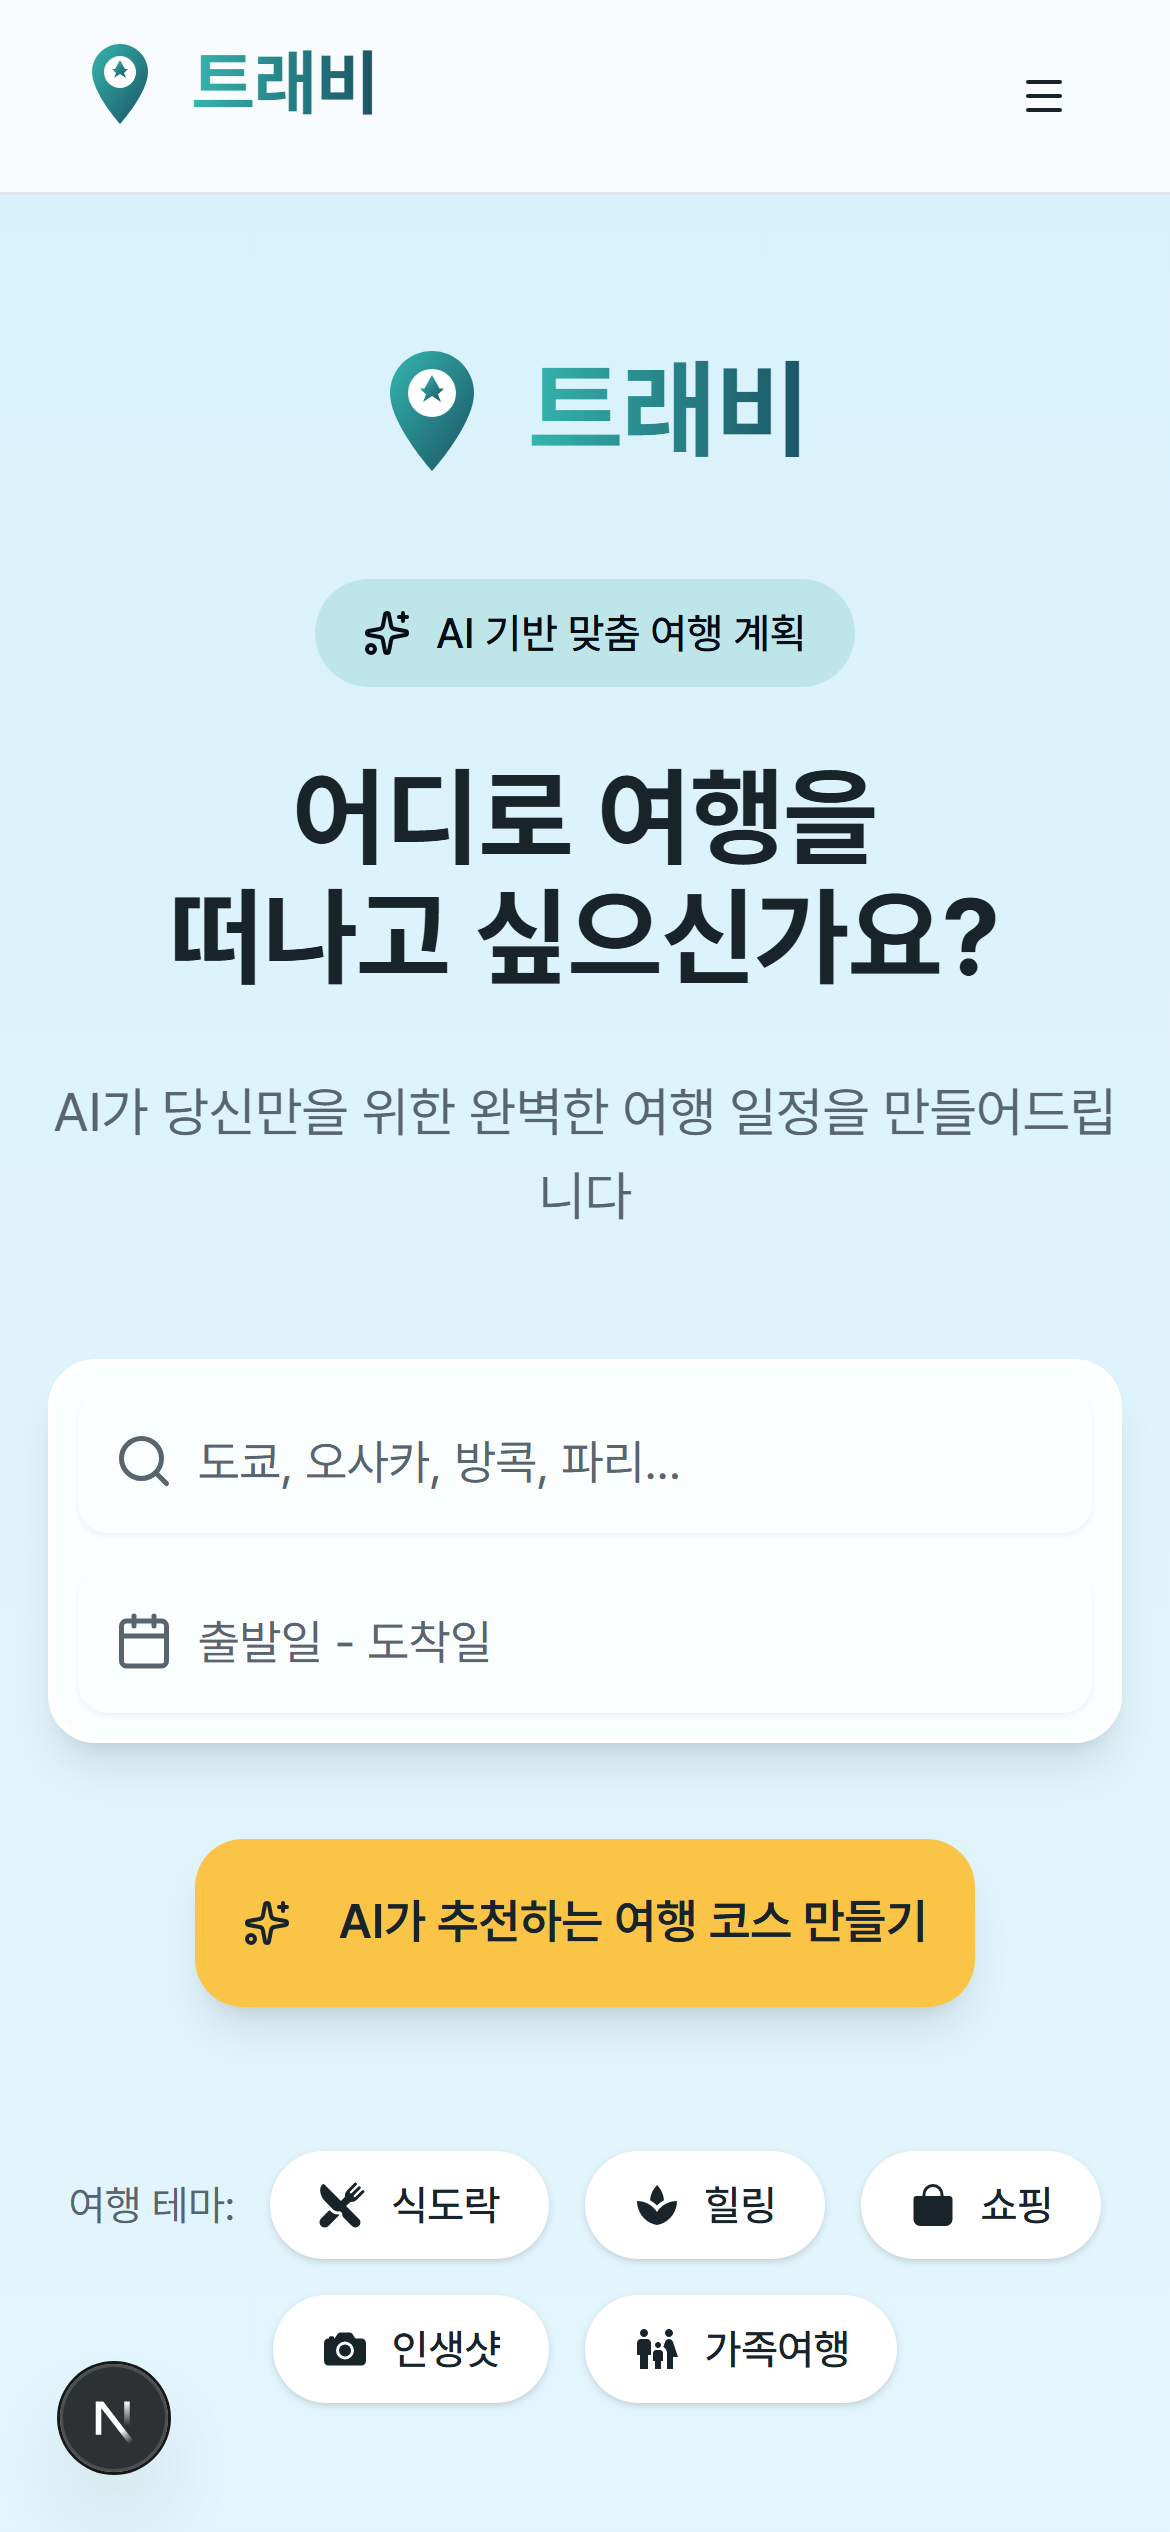 트래비
트래비
AI 기반 맞춤 여행 계획
어디로 여행을
떠나고 싶으신가요?
AI가 당신만을 위한 완벽한 여행 일정을 만들어드립
니다
도쿄, 오사카, 방콕, 파리...
출발일 - 도착일
AI가 추천하는 여행 코스 만들기
여행 테마: 식도락 힐링 쇼핑
인생샷 가족여행
N